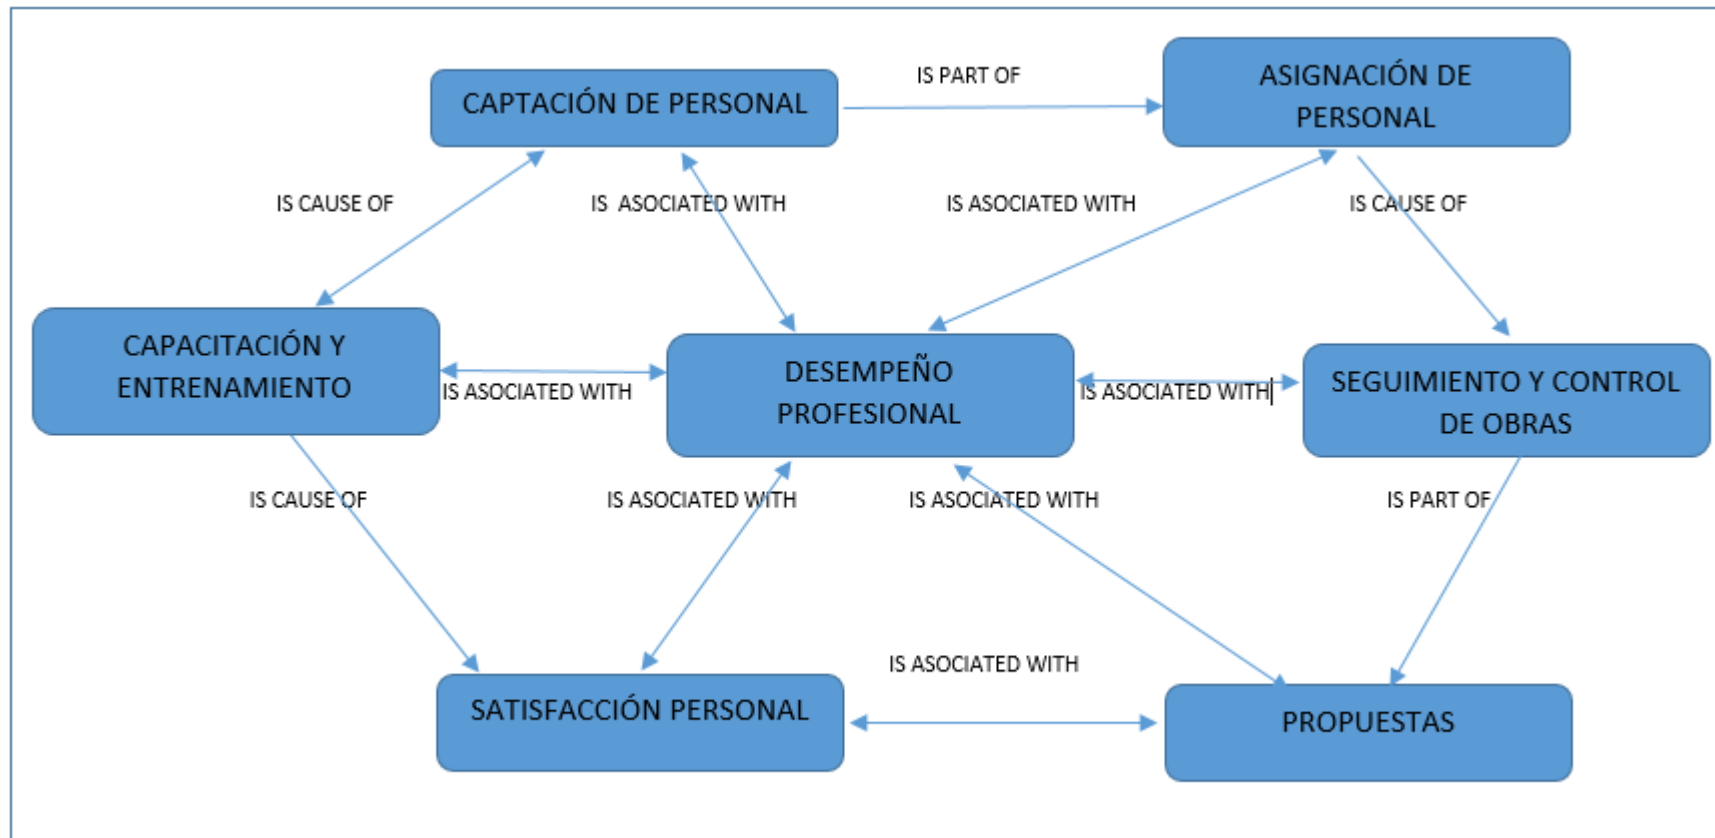 IS PART OF
ASIGNACIÓN DE
PERSONAL
CAPTACIÓN DE PERSONAL
IS CAUSE OF
IS ASOCIATED WITH
IS ASOCIATED WITH
IS CAUSE OF
CAPACITACIÓN Y
ENTRENAMIENTO
IS ASOCIATED WITH
DESEMPEÑO
PROFESIONAL
IS ASOCIATED WITH
SEGUIMIENTO Y CONTROL
DE OBRAS
IS CAUSE OF
IS ASOCIATED WITH
IS ASOCIATED WITH
IS PART OF
SATISFACCIÓN PERSONAL
IS ASOCIATED WITH
PROPUESTAS